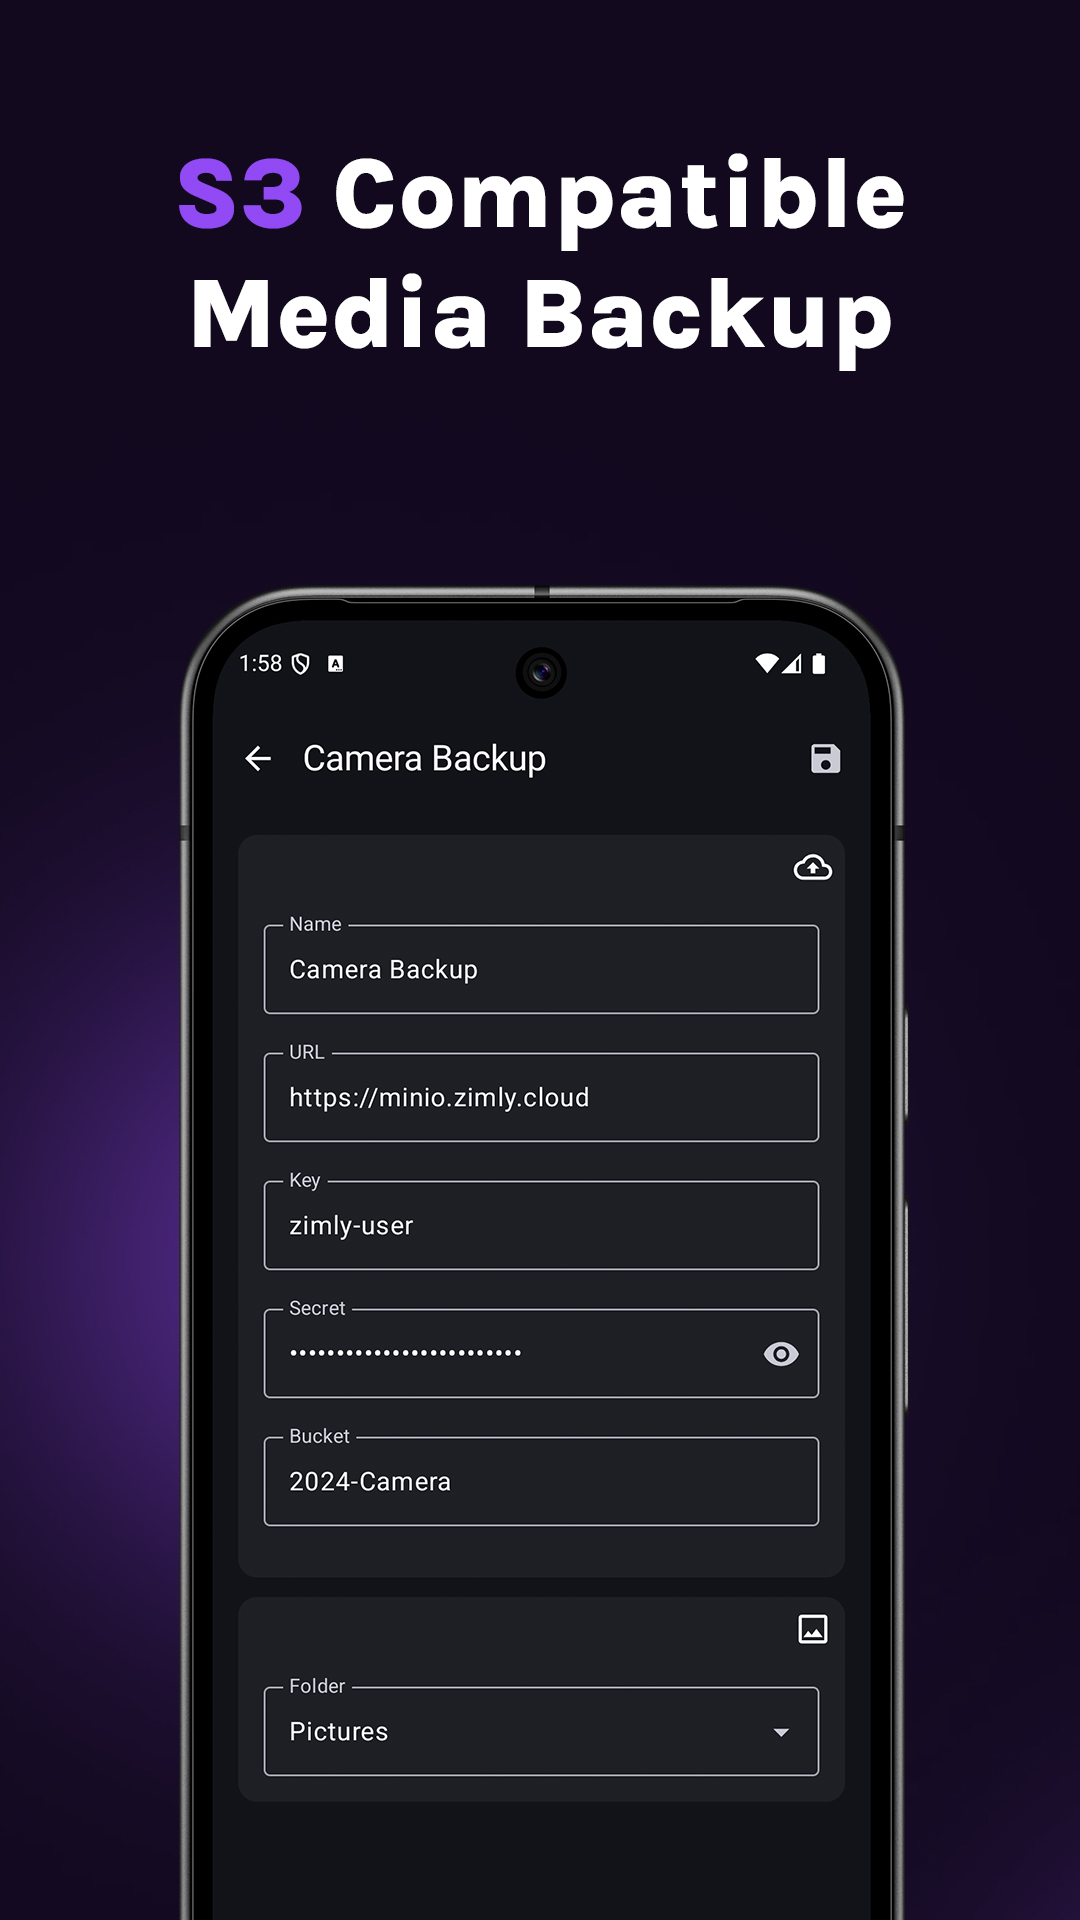 S3 Compatible
Media Backup
1:58
A
Camera Backup
Name
Camera Backup
URL
https://minio.zimly.cloud
Key
zimly-user
Secret
•••••••••••••••••••••••••
Bucket
2024-Camera
Folder
Pictures